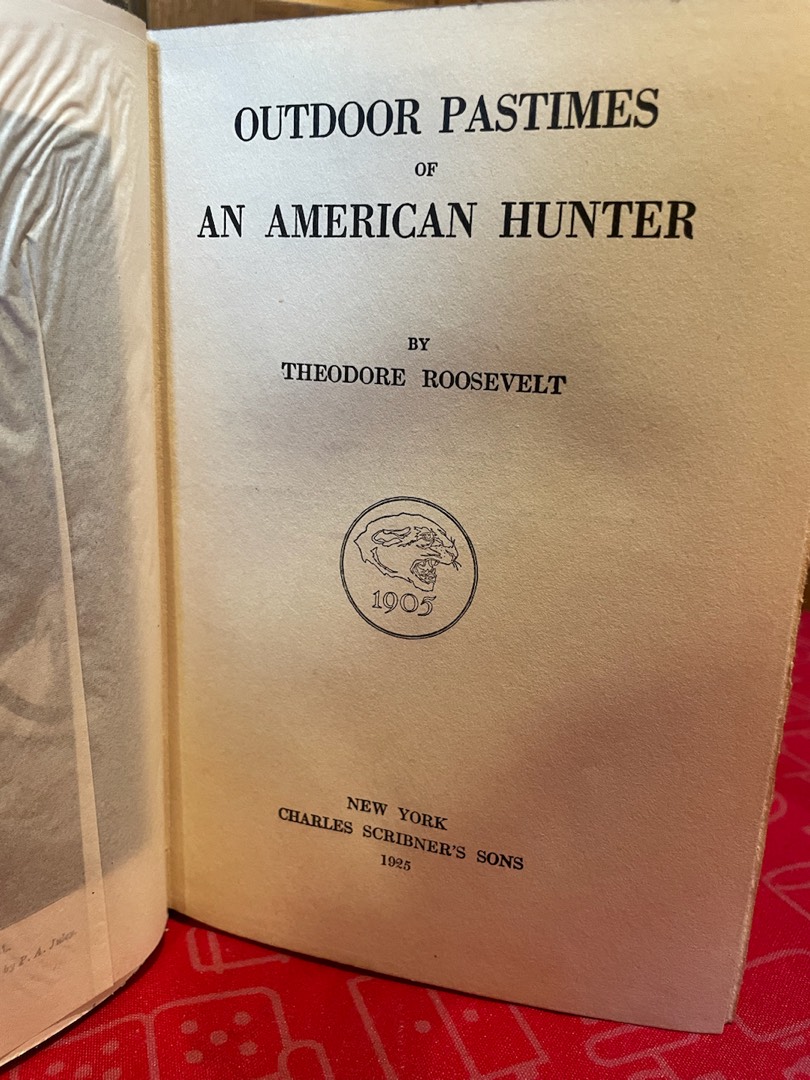 OUTDOOR PASTIMES
OF
AN AMERICAN HUNTER
BY
THEODORE ROOSEVELT
1905
NEW YORK
CHARLES SCRIBNER'S SONS
1925